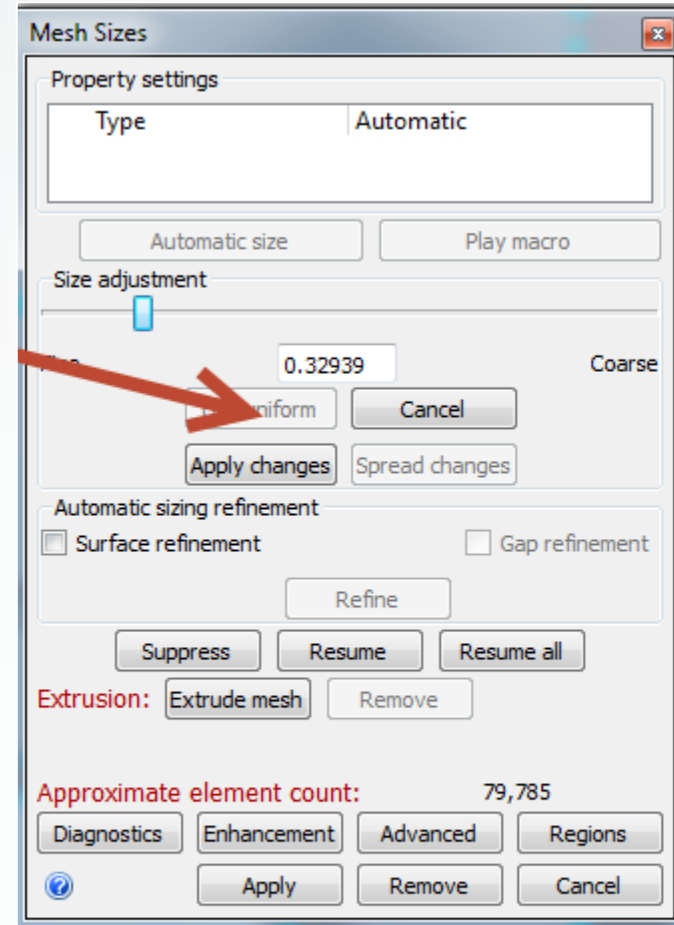 Mesh Sizes
Property settings
Type Automatic
Automatic size Play macro
Size adjustment
0.32939 Coarse
Cancel
Apply changes Spread changes
Automatic sizing refinement
Surface refinement Gap refinement
Refine
Suppress Resume Resume all
Extrusion: Extrude mesh Remove
Approximate element count: 79,785
Diagnostics Enhancement Advanced Regions
Apply Remove Cancel